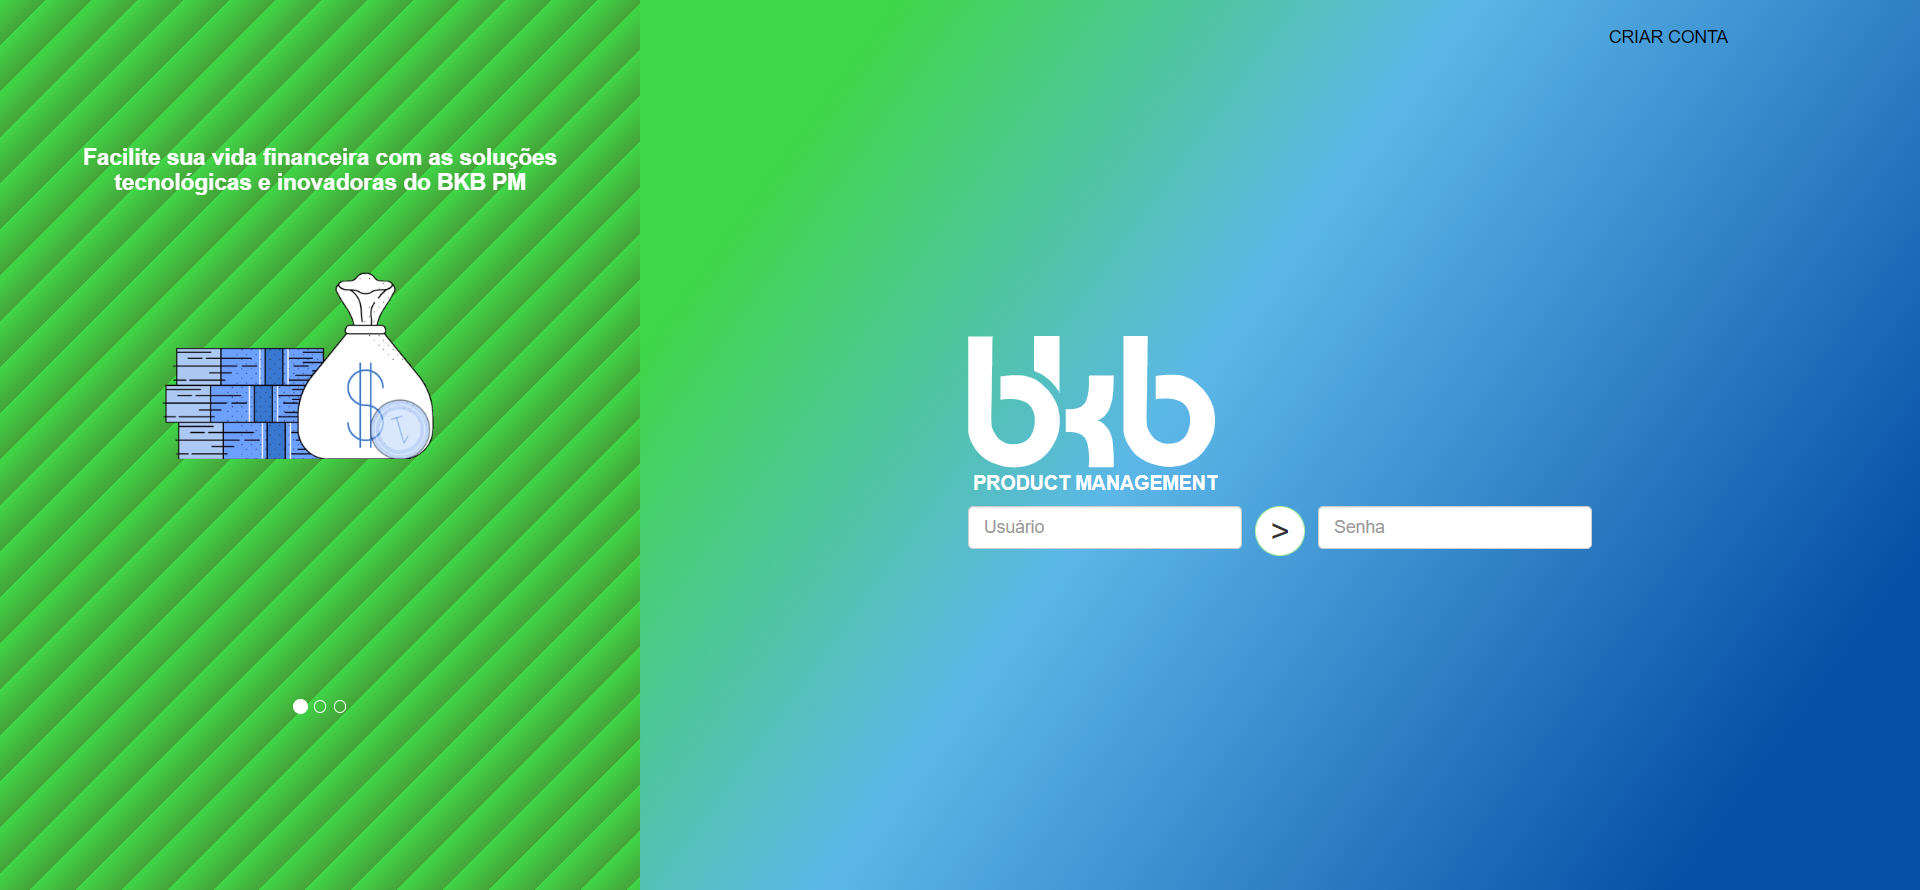 CRIAR CONTA
Facilite sua vida financeira com as soluções
tecnológicas e inovadoras do BKB PM
$
1
bkb
PRODUCT MANAGEMENT
Usuário
>
Senha